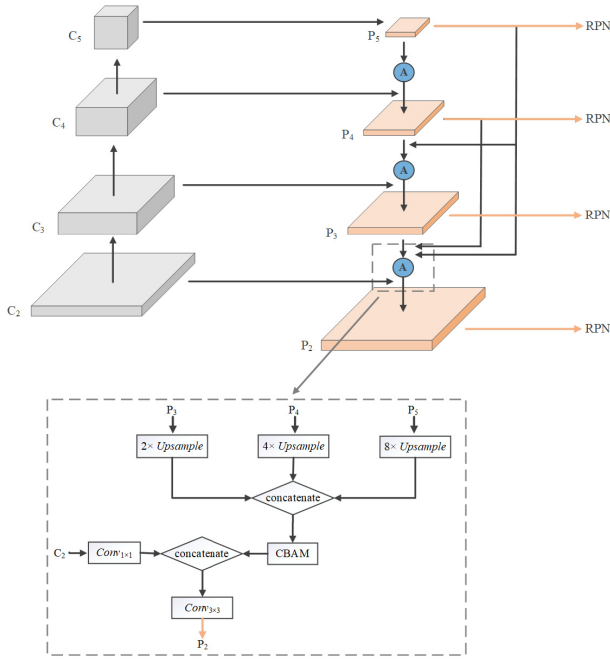 C5 P5 RPN
A
C4 P4 RPN
A
C3 P3 RPN
A
C2 P2 RPN
P3 P4 P5
2× Upsample 4× Upsample 8× Upsample
concatenate
C2 Conv1×1 concatenate CBAM
Conv3×3
P2